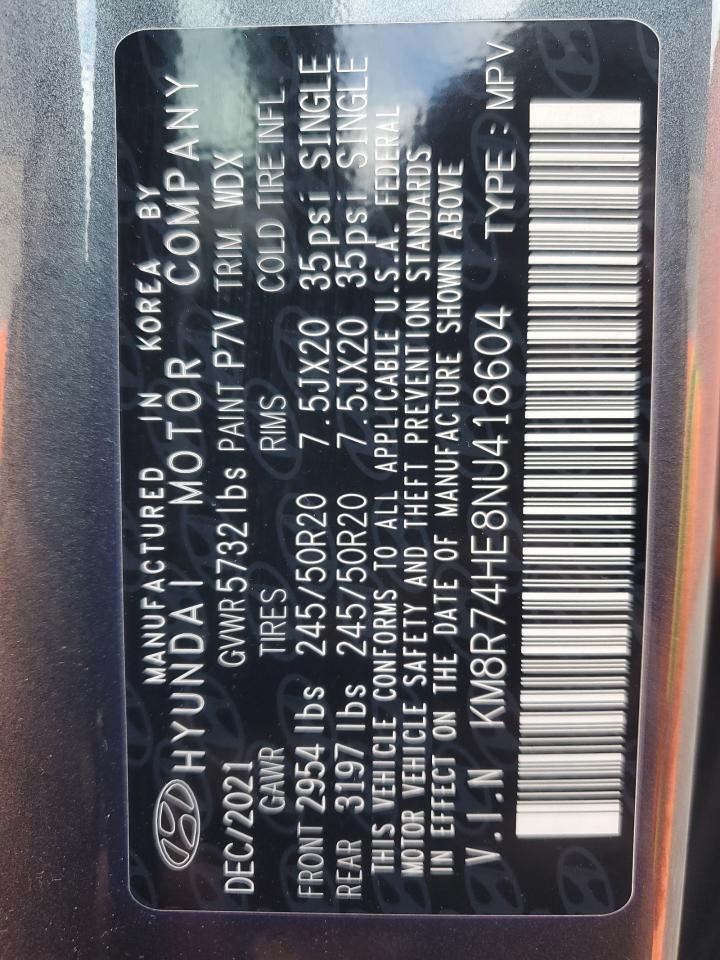 MANUFACTURED IN KOREA BY
HYUNDAI MOTOR COMPANY
DEC/2021 GVWR 5732 lbs PAINT P7V TRIM WDX
GAWR TIRES RIMS COLD TIRE INFL.
FRONT 2954 lbs 245/50R20 7.5JX20 35psi SINGLE
REAR 3197 lbs 245/50R20 7.5JX20 35psi SINGLE
THIS VEHICLE CONFORMS TO ALL APPLICABLE U.S.A. FEDERAL
MOTOR VEHICLE SAFETY AND THEFT PREVENTION STANDARDS
IN EFFECT ON THE DATE OF MANUFACTURE SHOWN ABOVE
V.I.N KM8R74HE8NU418604 TYPE : MPV